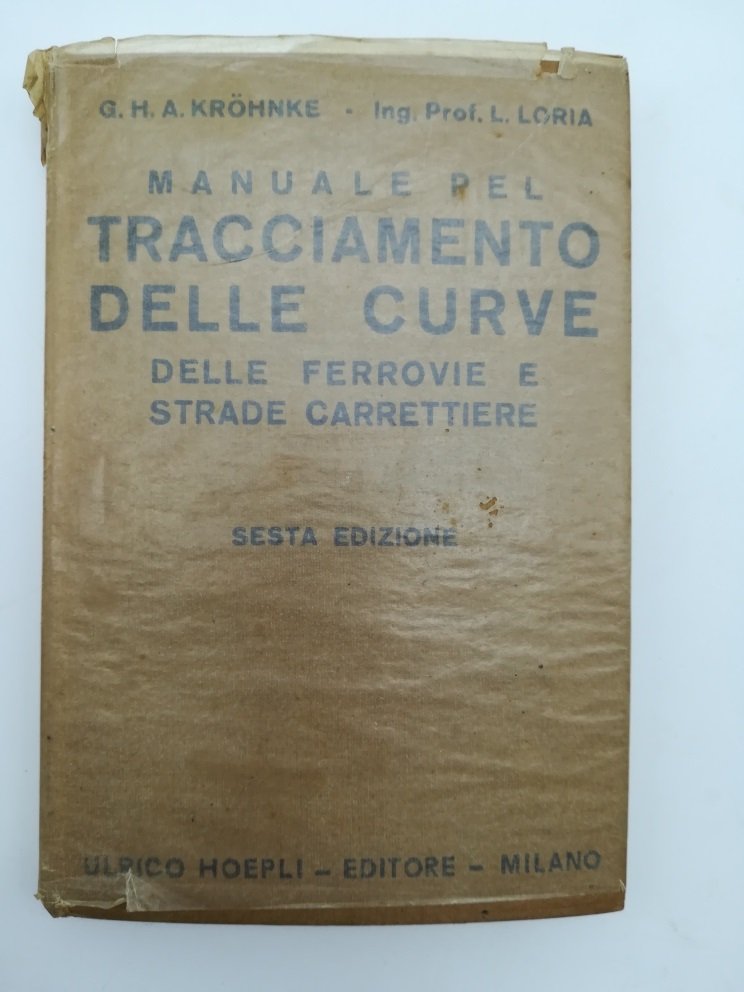 G. H. A. KRÖHNKE - Ing. Prof. L. LORIA
MANUALE PEL
TRACCIAMENTO
DELLE CURVE
DELLE FERROVIE E
STRADE CARRETTIERE
SESTA EDIZIONE
ULRICO HOEPLI - EDITORE - MILANO